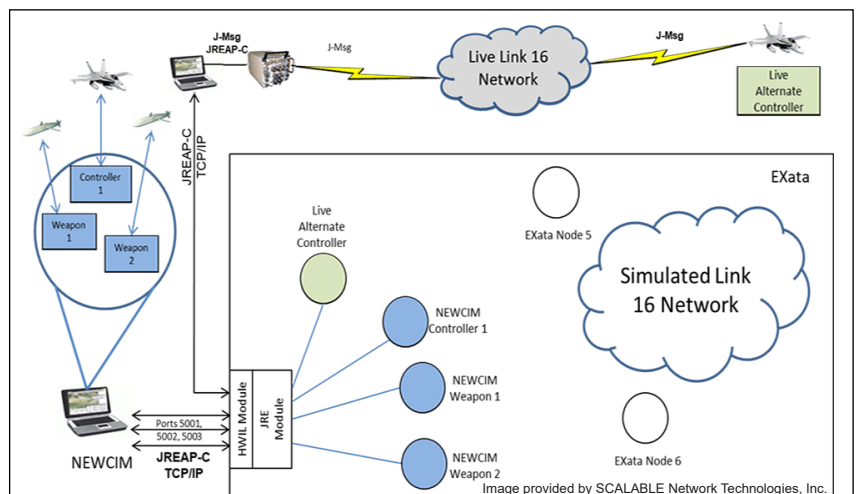 J-Msg
JREAP-C
J-Msg
Live Link 16
Network
J-Msg
Live
Alternate
Controller
JREAP-C
TCP/IP
Controller
1
Weapon
1
Weapon
2
EXata
EXata Node 5
Live
Alternate
Controller
Simulated Link
16 Network
NEWCIM
Controller 1
NEWCIM
Weapon 1
HWIL Module
JRE
Module
Ports 5001,
5002, 5003
JREAP-C
TCP/IP
NEWCIM
NEWCIM
Weapon 2
EXata Node 6
Image provided by SCALABLE Network Technologies, Inc.